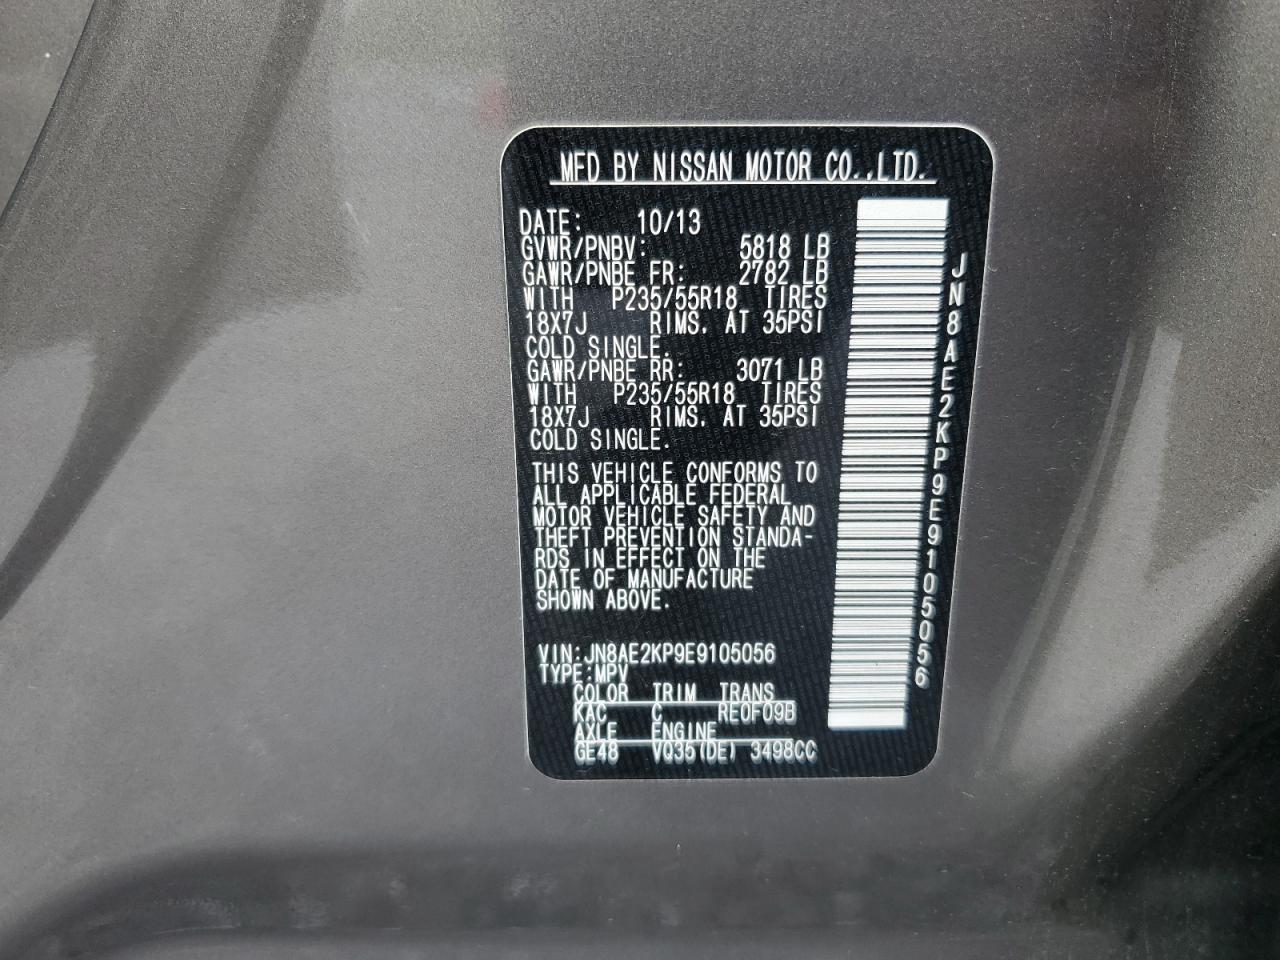 MFD BY NISSAN MOTOR CO.,LTD.
DATE: 10/13
GVWR/PNBV: 5818 LB
GAWR/PNBE FR: 2782 LB
WITH P235/55R18 TIRES
18X7J RIMS. AT 35PSI
COLD SINGLE.
GAWR/PNBE RR: 3071 LB
WITH P235/55R18 TIRES
18X7J RIMS. AT 35PSI
COLD SINGLE.
THIS VEHICLE CONFORMS TO
ALL APPLICABLE FEDERAL
MOTOR VEHICLE SAFETY AND
THEFT PREVENTION STANDA-
RDS IN EFFECT ON THE
DATE OF MANUFACTURE
SHOWN ABOVE.
VIN:JN8AE2KP9E9105056
TYPE:MPV
COLOR TRIM TRANS
KAC C RE0F09B
AXLE ENGINE
GE48 VQ35(DE) 3498CC
JN8AE2KP9E9105056